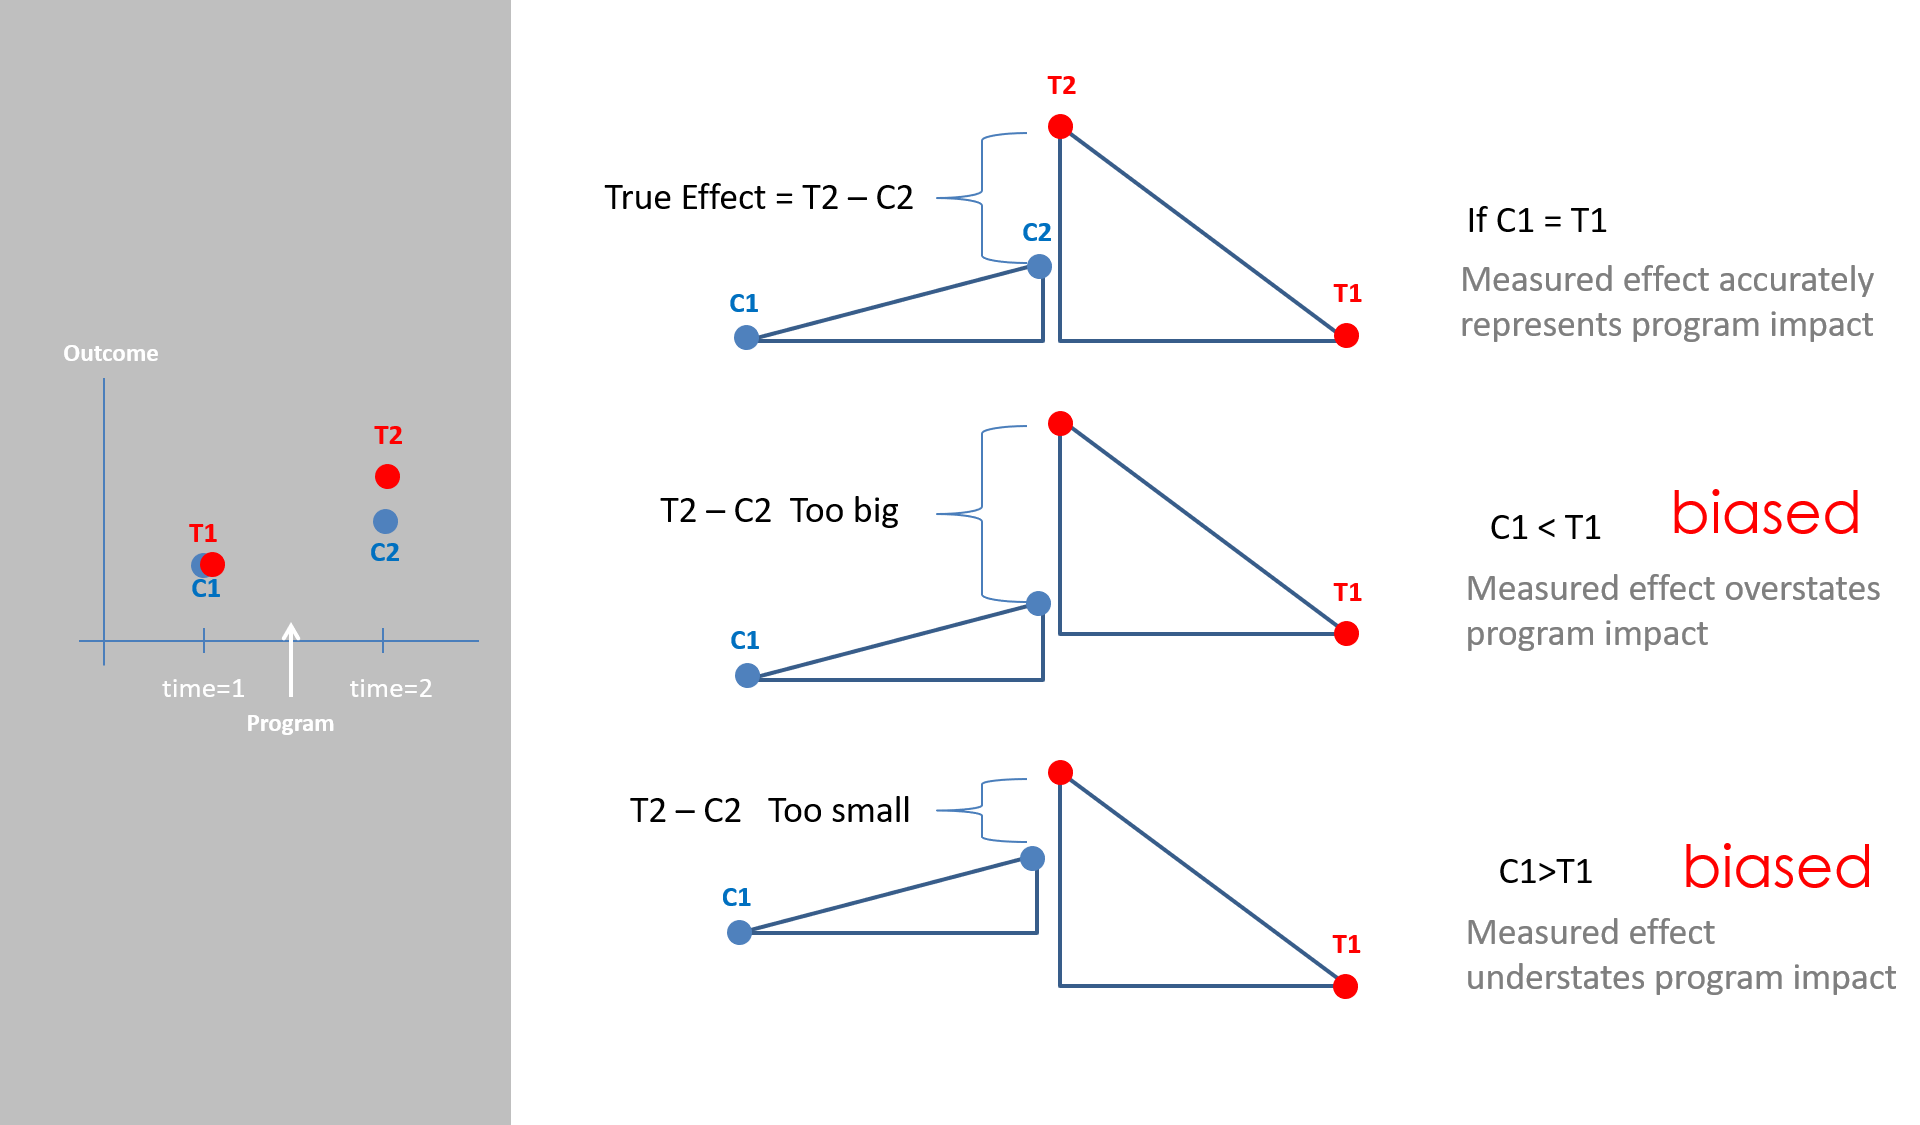 Outcome
T2
T1
C2
C1
time=1
time=2
Program
T2
True Effect = T2 – C2
C2
C1
T1
If C1 = T1
Measured effect accurately
represents program impact
T2 – C2  Too big
C1
T1
C1 < T1
biased
Measured effect overstates
program impact
T2 – C2  Too small
C1
T1
C1>T1
biased
Measured effect
understates program impact